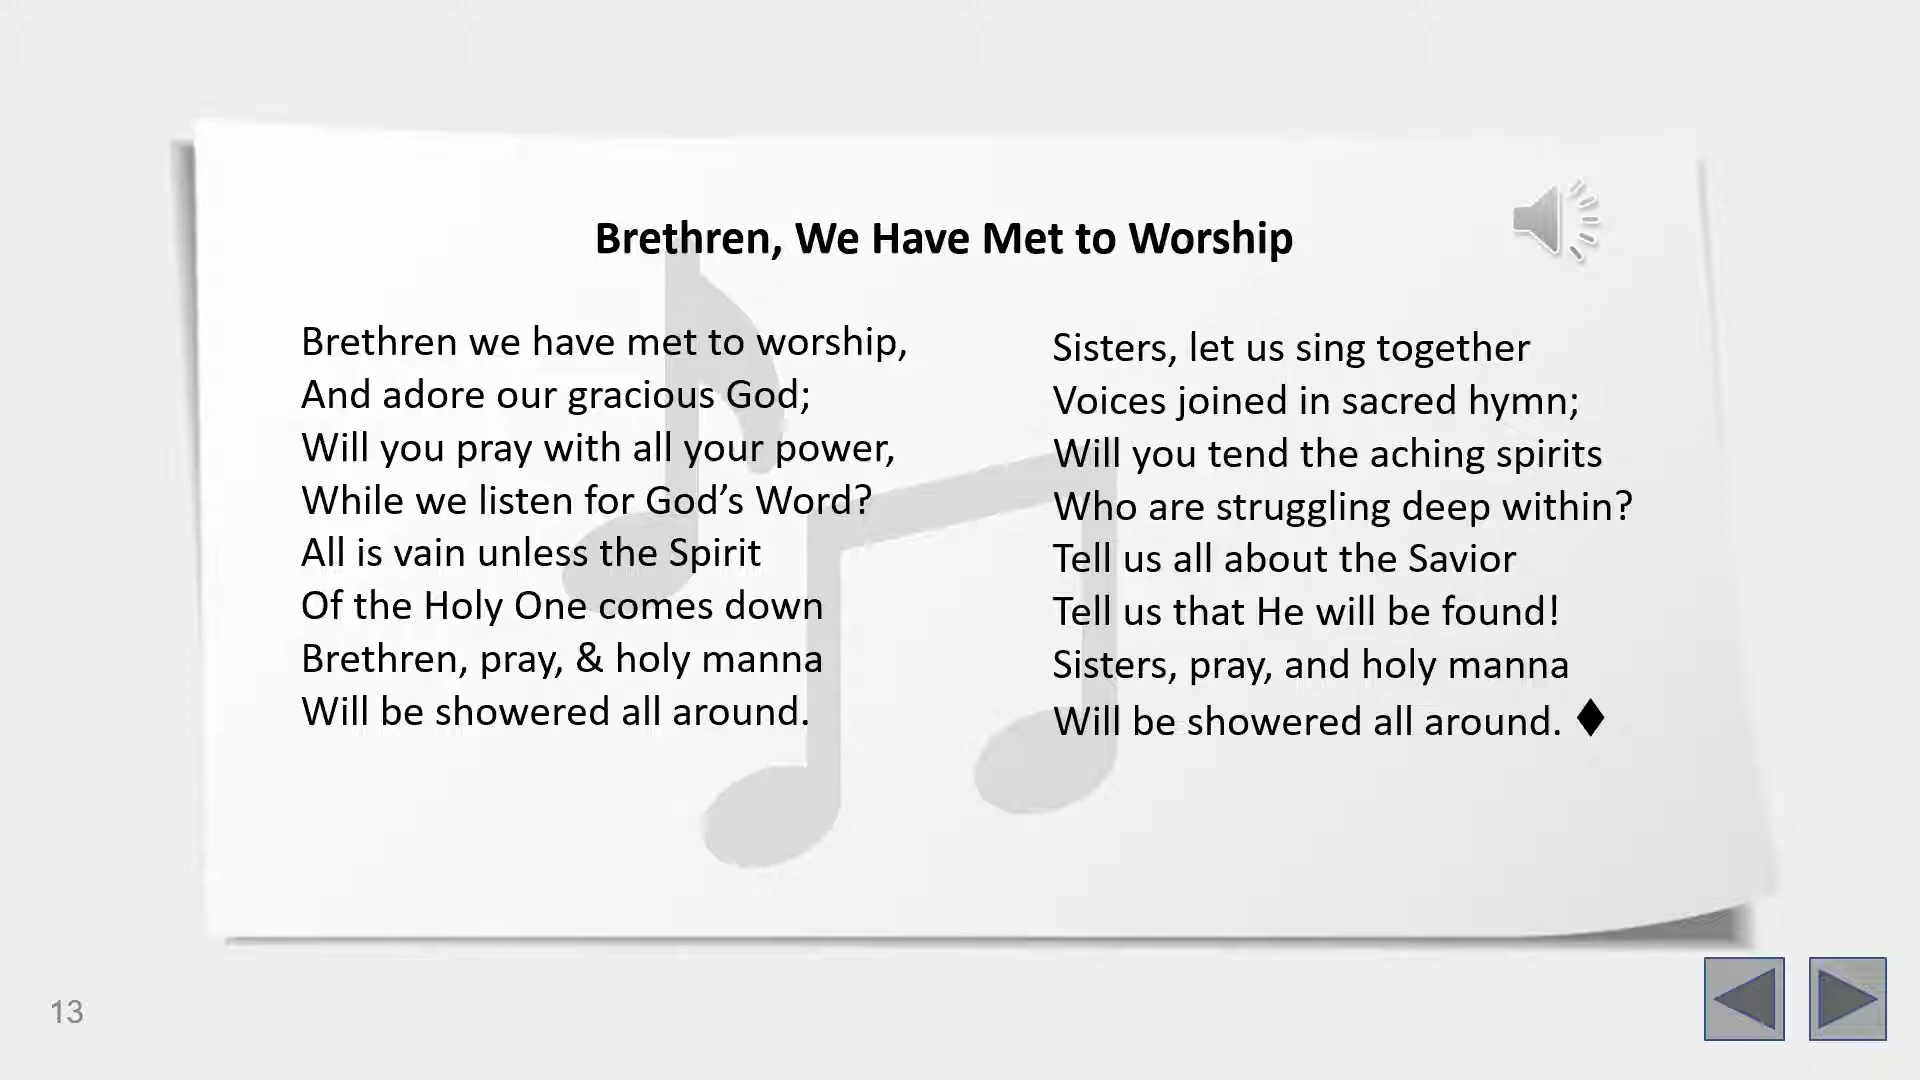 Brethren, We Have Met to Worship
Brethren we have met to worship,
And adore our gracious God;
Will you pray with all your power,
While we listen for God’s Word?
All is vain unless the Spirit
Of the Holy One comes down
Brethren, pray, & holy manna
Will be showered all around.
Sisters, let us sing together
Voices joined in sacred hymn;
Will you tend the aching spirits
Who are struggling deep within?
Tell us all about the Savior
Tell us that He will be found!
Sisters, pray, and holy manna
Will be showered all around. ♦
13